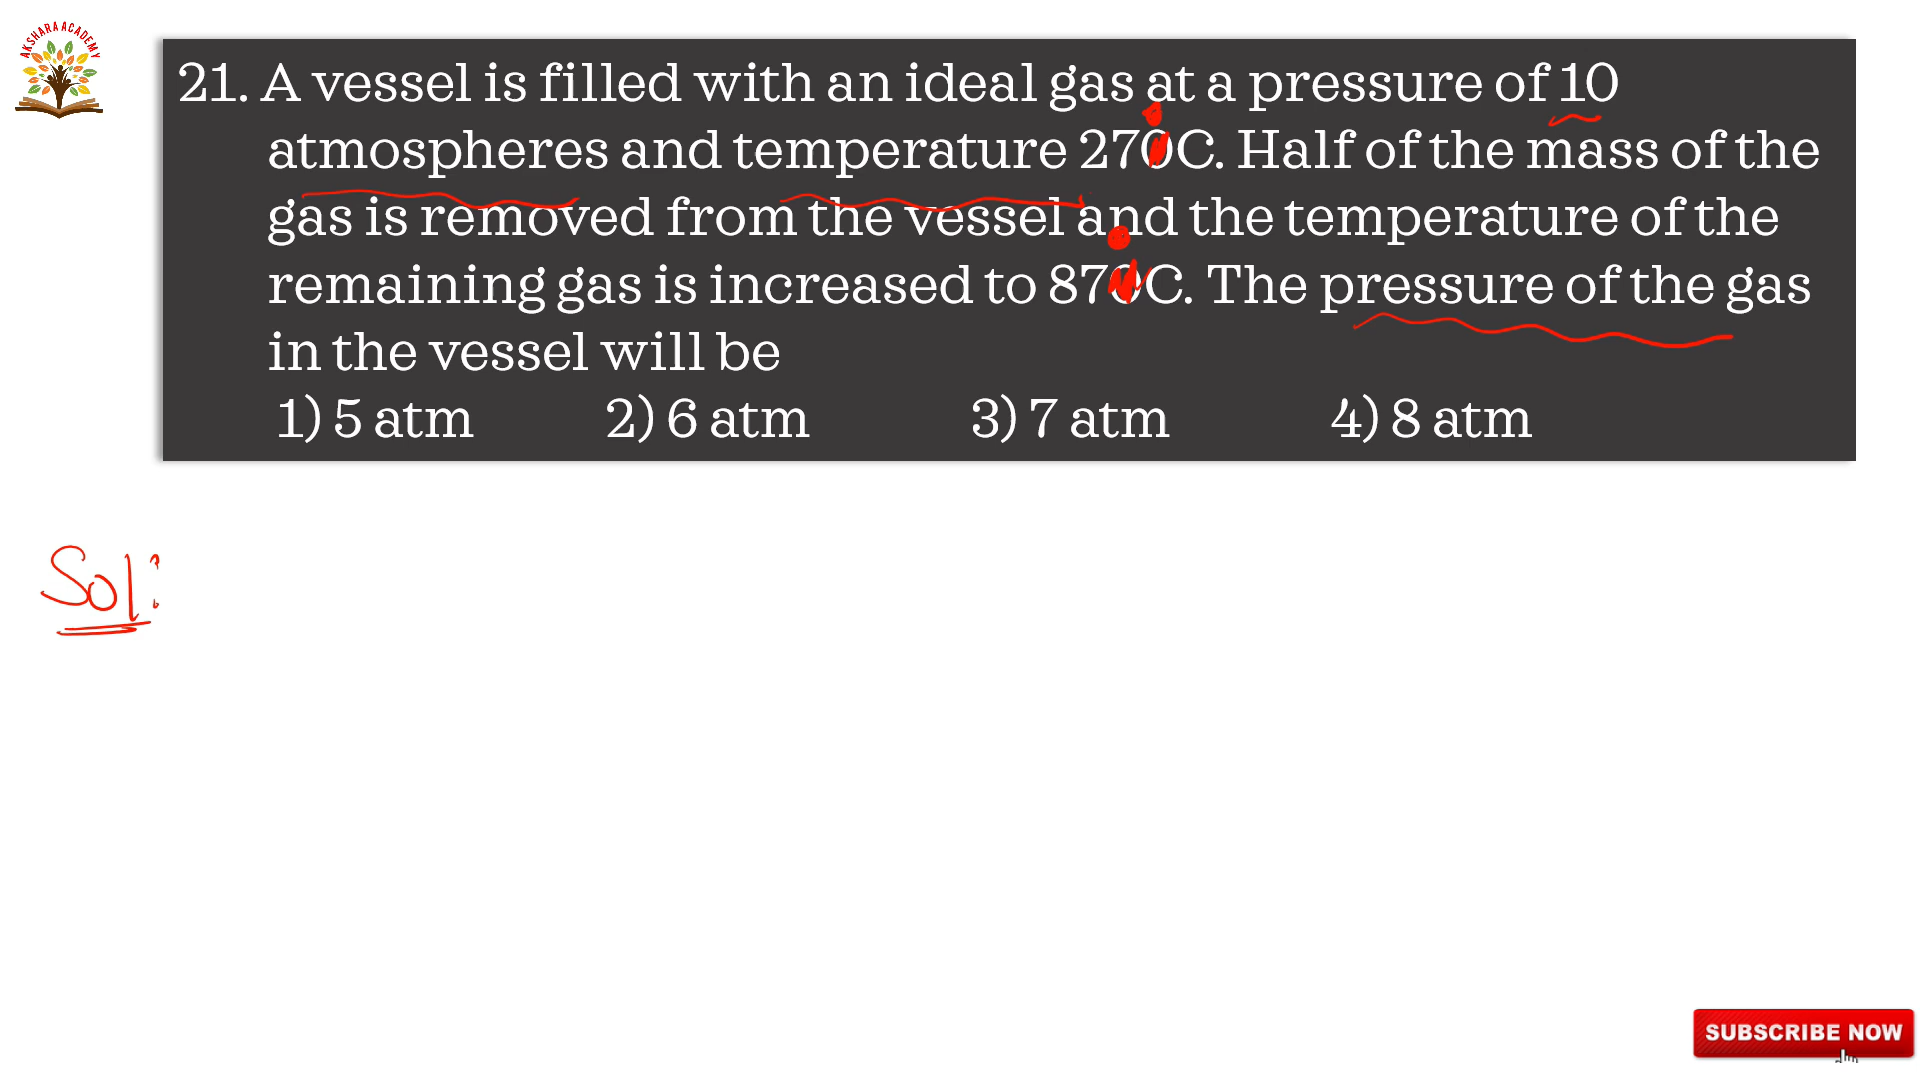 AKSHARA ACADEMY
21. A vessel is filled with an ideal gas at a pressure of 10
atmospheres and temperature 270C. Half of the mass of the
gas is removed from the vessel and the temperature of the
remaining gas is increased to 870C. The pressure of the gas
in the vessel will be
1) 5 atm 2) 6 atm 3) 7 atm 4) 8 atm
Sol:
SUBSCRIBE NOW